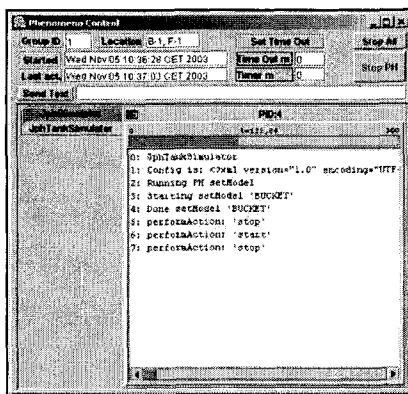 Phenomena Control
Group ID 1 Location B-1, F-1 Set Time Out Stop All
Started Wed Nov 05 10:36:28 CET 2003 Time Out m 0
Last act. Wed Nov 05 10:37:03 CET 2003 Timer m 0 Stop PH
Send Text
JphTankSimulator
PID:4
0 300
0: JphTankSimulator
1: Config is: <?xml version="1.0" encoding="UTF-
2: Running PH setModel
3: Starting setModel 'BUCKET'
4: Done setModel 'BUCKET'
5: performAction: 'stop'
6: performAction: 'start'
7: performAction: 'stop'